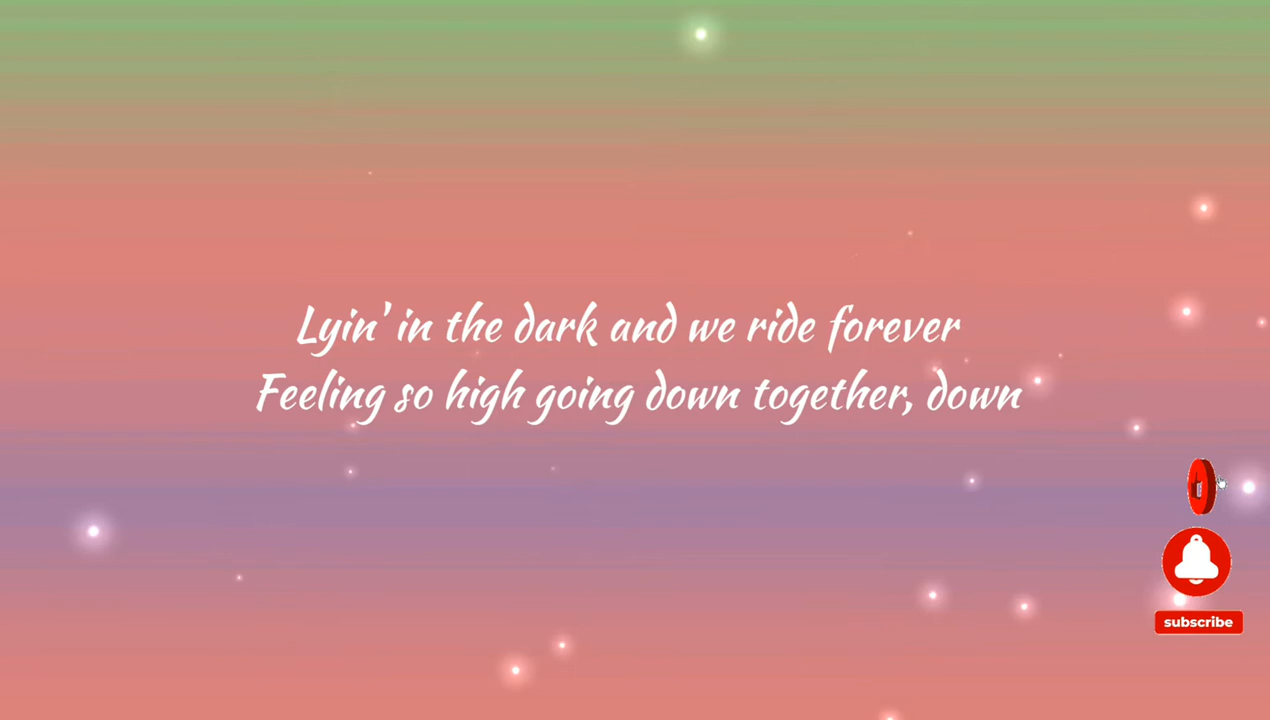 Lyin' in the dark and we ride forever
Feeling so high going down together, down
subscribe